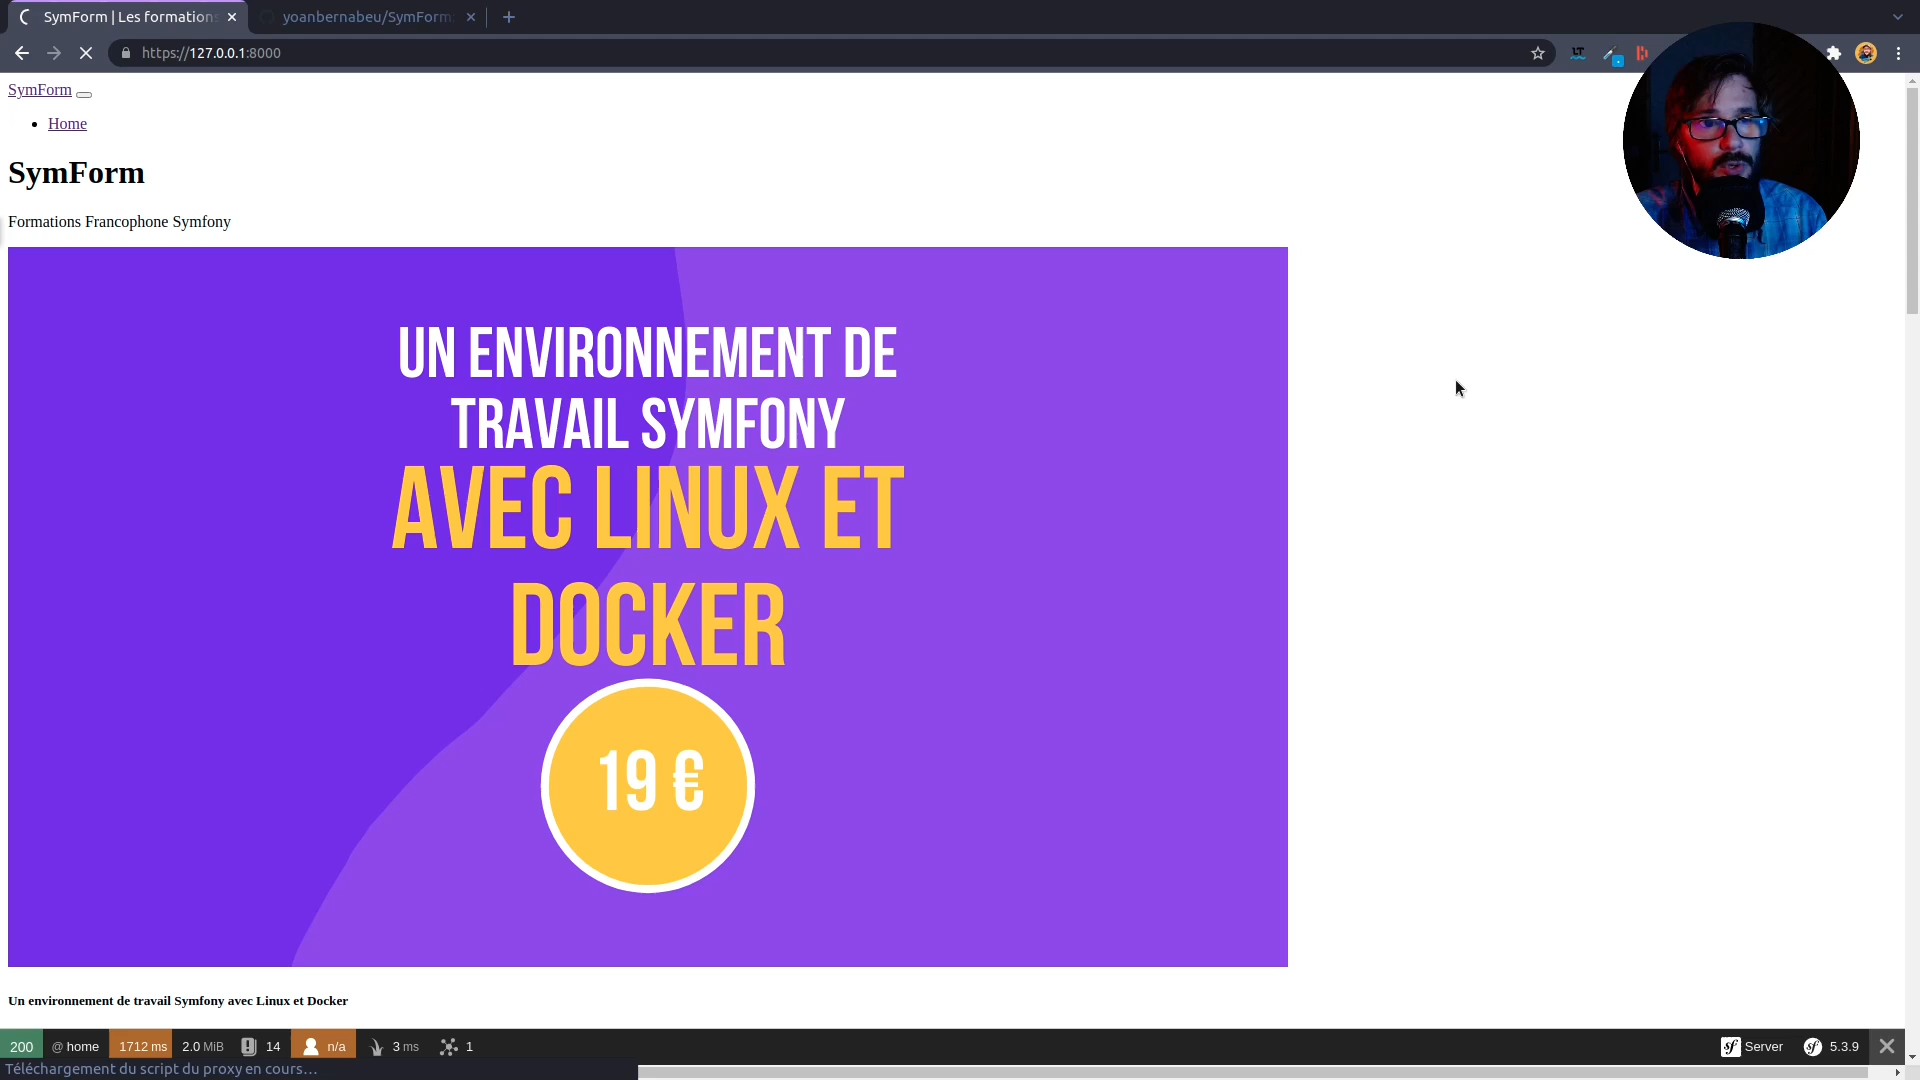 SymForm | Les formations
yoanbernabeu/SymForm
https://127.0.0.1:8000
SymForm
Home
SymForm
Formations Francophone Symfony
UN ENVIRONNEMENT DE
TRAVAIL SYMFONY
AVEC LINUX ET
DOCKER
19 €
Un environnement de travail Symfony avec Linux et Docker
200 @ home 1712 ms 2.0 MiB 14 n/a 3 ms 1 sf Server sf 5.3.9
Téléchargement du script du proxy en cours…